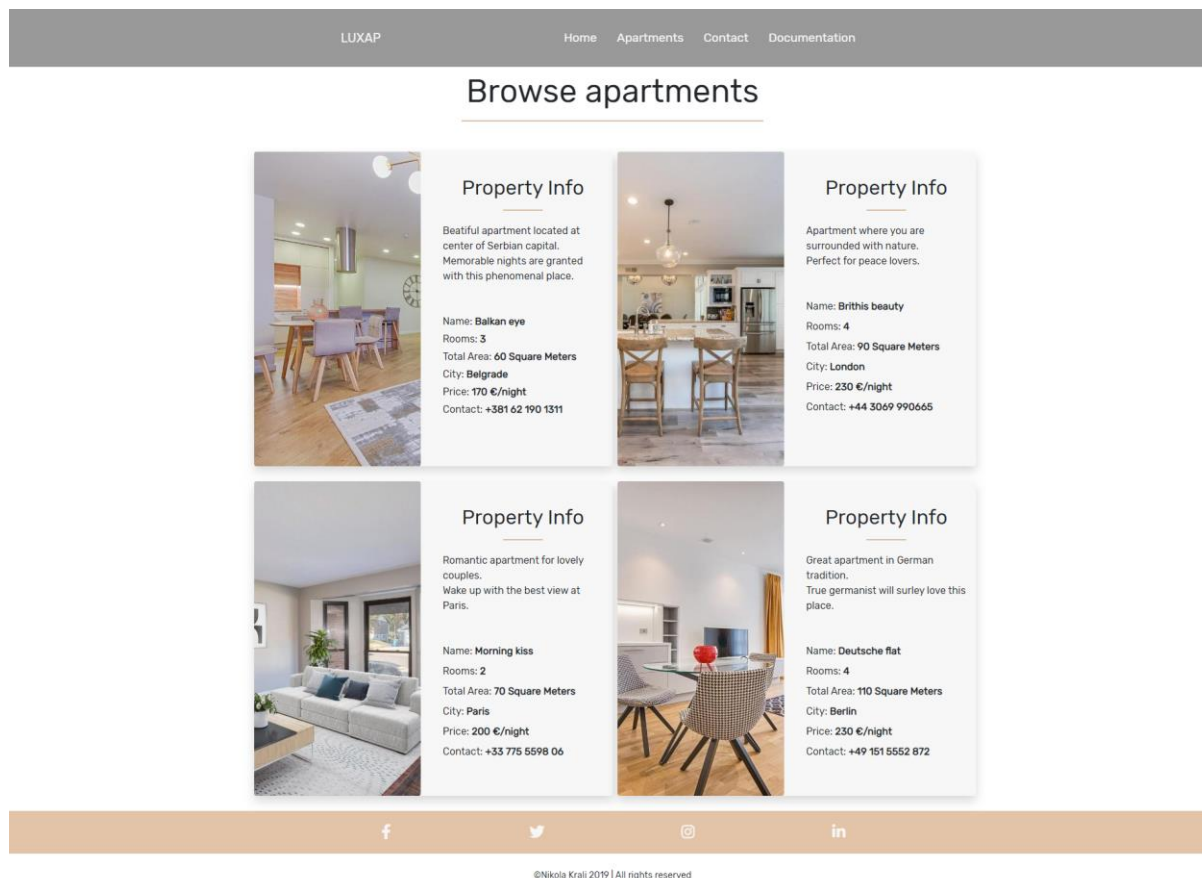 LUXAP
Home Apartments Contact Documentation
Browse apartments
Property Info
Beatiful apartment located at
center of Serbian capital.
Memorable nights are granted
with this phenomenal place.
Name: Balkan eye
Rooms: 3
Total Area: 60 Square Meters
City: Belgrade
Price: 170 €/night
Contact: +381 62 190 1311
Property Info
Apartment where you are
surrounded with nature.
Perfect for peace lovers.
Name: Brithis beauty
Rooms: 4
Total Area: 90 Square Meters
City: London
Price: 230 €/night
Contact: +44 3069 990665
Property Info
Romantic apartment for lovely
couples.
Wake up with the best view at
Paris.
Name: Morning kiss
Rooms: 2
Total Area: 70 Square Meters
City: Paris
Price: 200 €/night
Contact: +33 775 5598 06
Property Info
Great apartment in German
tradition.
True germanist will surley love this
place.
Name: Deutsche flat
Rooms: 4
Total Area: 110 Square Meters
City: Berlin
Price: 230 €/night
Contact: +49 151 5552 872
©Nikola Krali 2019 | All rights reserved